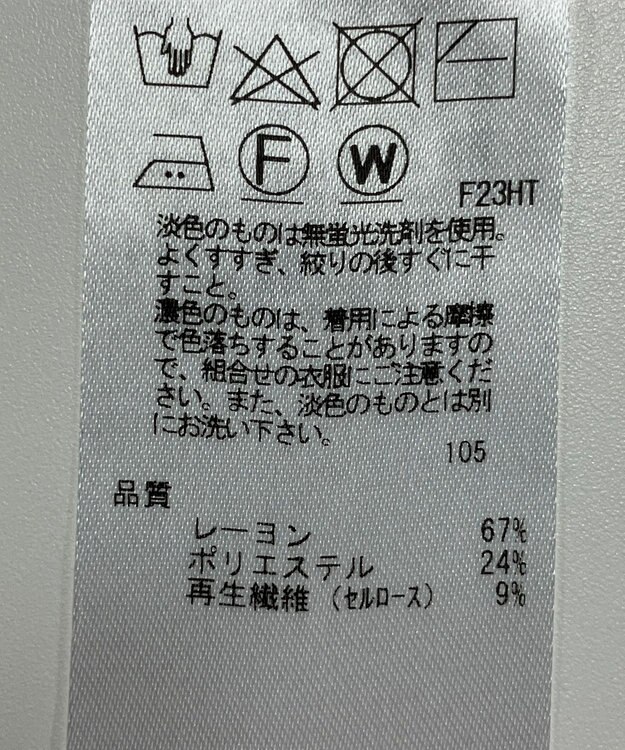 F W
F23HT
淡色のものは無蛍光洗剤を使用。
よくすすぎ、絞りの後すぐに干
すこと。
濃色のものは、着用による摩擦
で色落ちすることがありますの
で、組合せの衣服にご注意くだ
さい。また、淡色のものとは別
にお洗い下さい。
105
品質
レーヨン 67%
ポリエステル 24%
再生繊維（セルロース） 9%